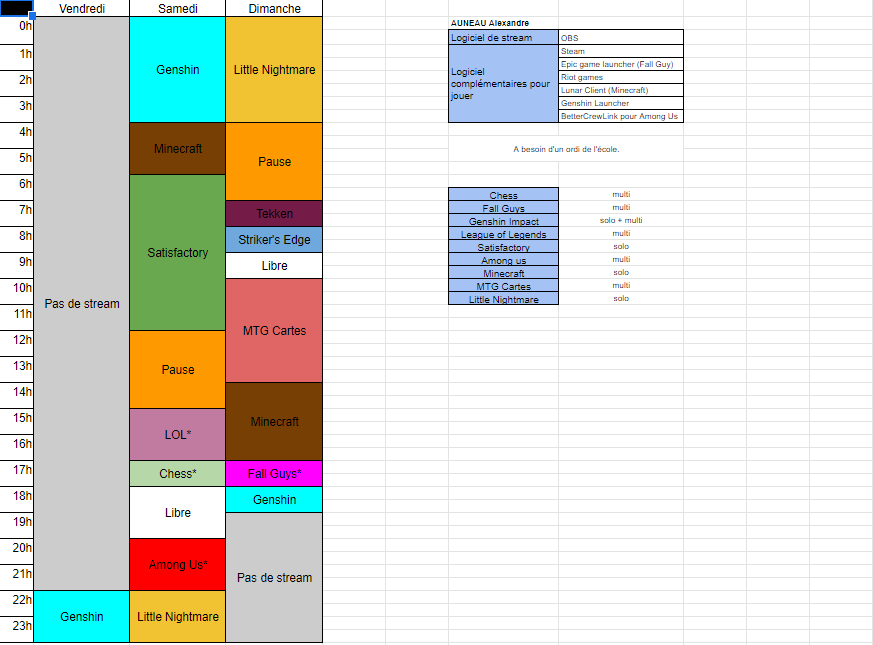 Vendredi Samedi Dimanche
0h
1h
2h
3h
4h
5h
6h
7h
8h
9h
10h
11h
12h
13h
14h
15h
16h
17h
18h
19h
20h
21h
22h
23h
Pas de stream
Genshin
Genshin
Minecraft
Satisfactory
Pause
LOL*
Chess*
Libre
Among Us*
Little Nightmare
Little Nightmare
Pause
Tekken
Striker's Edge
Libre
MTG Cartes
Minecraft
Fall Guys*
Genshin
Pas de stream
AUNEAU Alexandre
Logiciel de stream OBS
Logiciel
complémentaires pour
jouer
Steam
Epic game launcher (Fall Guy)
Riot games
Lunar Client (Minecraft)
Genshin Launcher
BetterCrewLink pour Among Us
A besoin d'un ordi de l'école.
Chess multi
Fall Guys multi
Genshin Impact solo + multi
League of Legends multi
Satisfactory solo
Among us multi
Minecraft solo
MTG Cartes multi
Little Nightmare solo